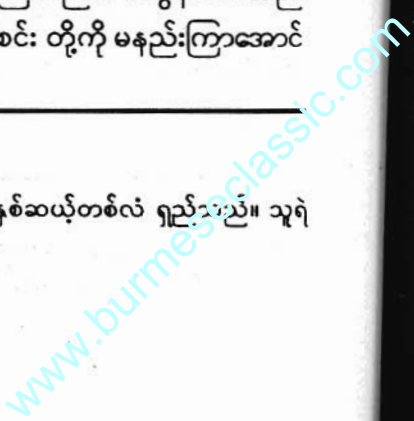 စင်း တို့ကို မနည်းကြာအောင်
နှစ်ဆယ့်တစ်လံ ရှည်သည်။ သူရဲ
www.burmeseclassic.com